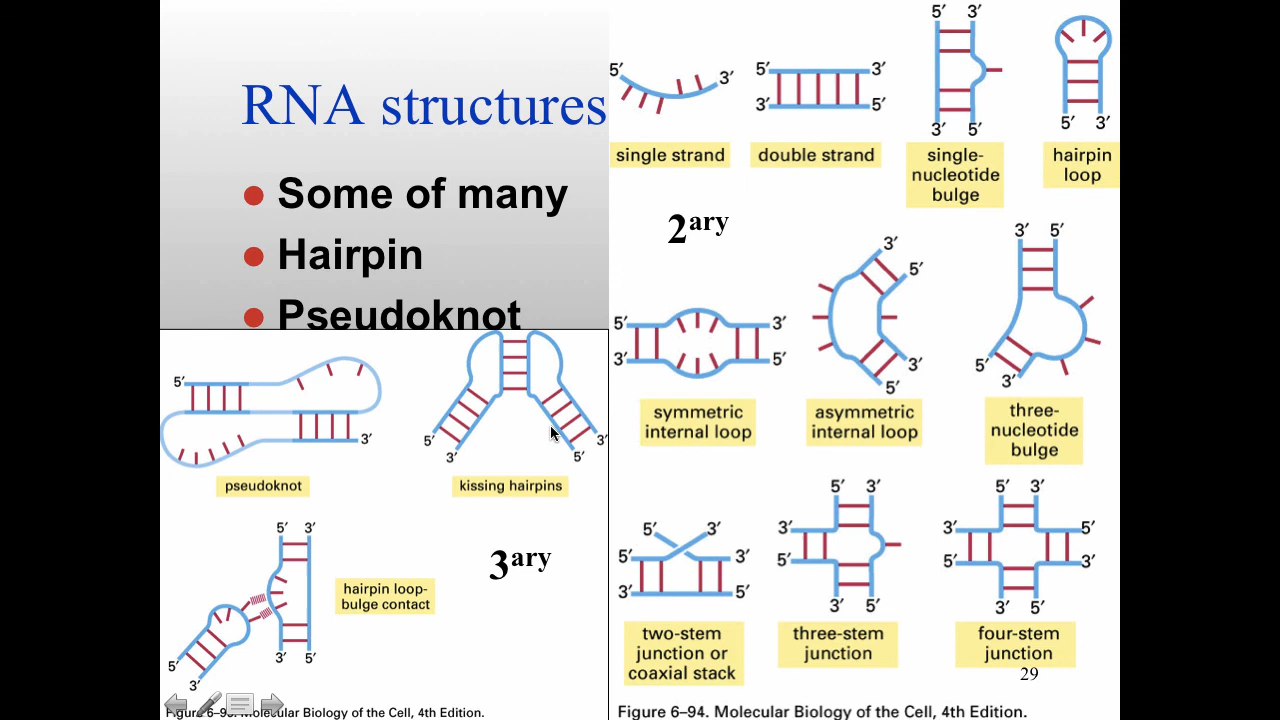 RNA structures
Some of many
Hairpin
Pseudoknot
5′ 3′
5′ 3′ 5′ 3′
3′ 5′
3′ 5′ 5′ 3′
single strand
double strand
single-
nucleotide
bulge
hairpin
loop
2ary
3′ 5′
3′
5′
5′ 3′
3′ 5′
3′
5′
5′
3′
symmetric
internal loop
asymmetric
internal loop
three-
nucleotide
bulge
5′
3′
pseudoknot
5′
3′
3′
5′
kissing hairpins
5′ 3′
3′ 5′
5′
3′
hairpin loop-
bulge contact
3ary
5′ 3′
5′ 3′
3′ 5′
two-stem
junction or
coaxial stack
5′ 3′
3′
5′
3′ 5′
three-stem
junction
5′ 3′
3′ 5′
5′ 3′
3′ 5′
four-stem
junction
29
Figure 6–94. Molecular Biology of the Cell, 4th Edition.
Molecular Biology of the Cell, 4th Edition.